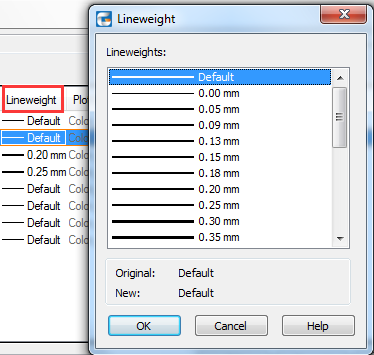 Lineweight
Lineweights:
Default
0.00 mm
0.05 mm
0.09 mm
0.13 mm
0.15 mm
0.18 mm
0.20 mm
0.25 mm
0.30 mm
0.35 mm
Original: Default
New: Default
OK Cancel Help
Lineweight Plo
Default Colo
Default Colo
0.20 mm Colo
0.25 mm Colo
Default Colo
Default Colo
Default Colo
Default Colo